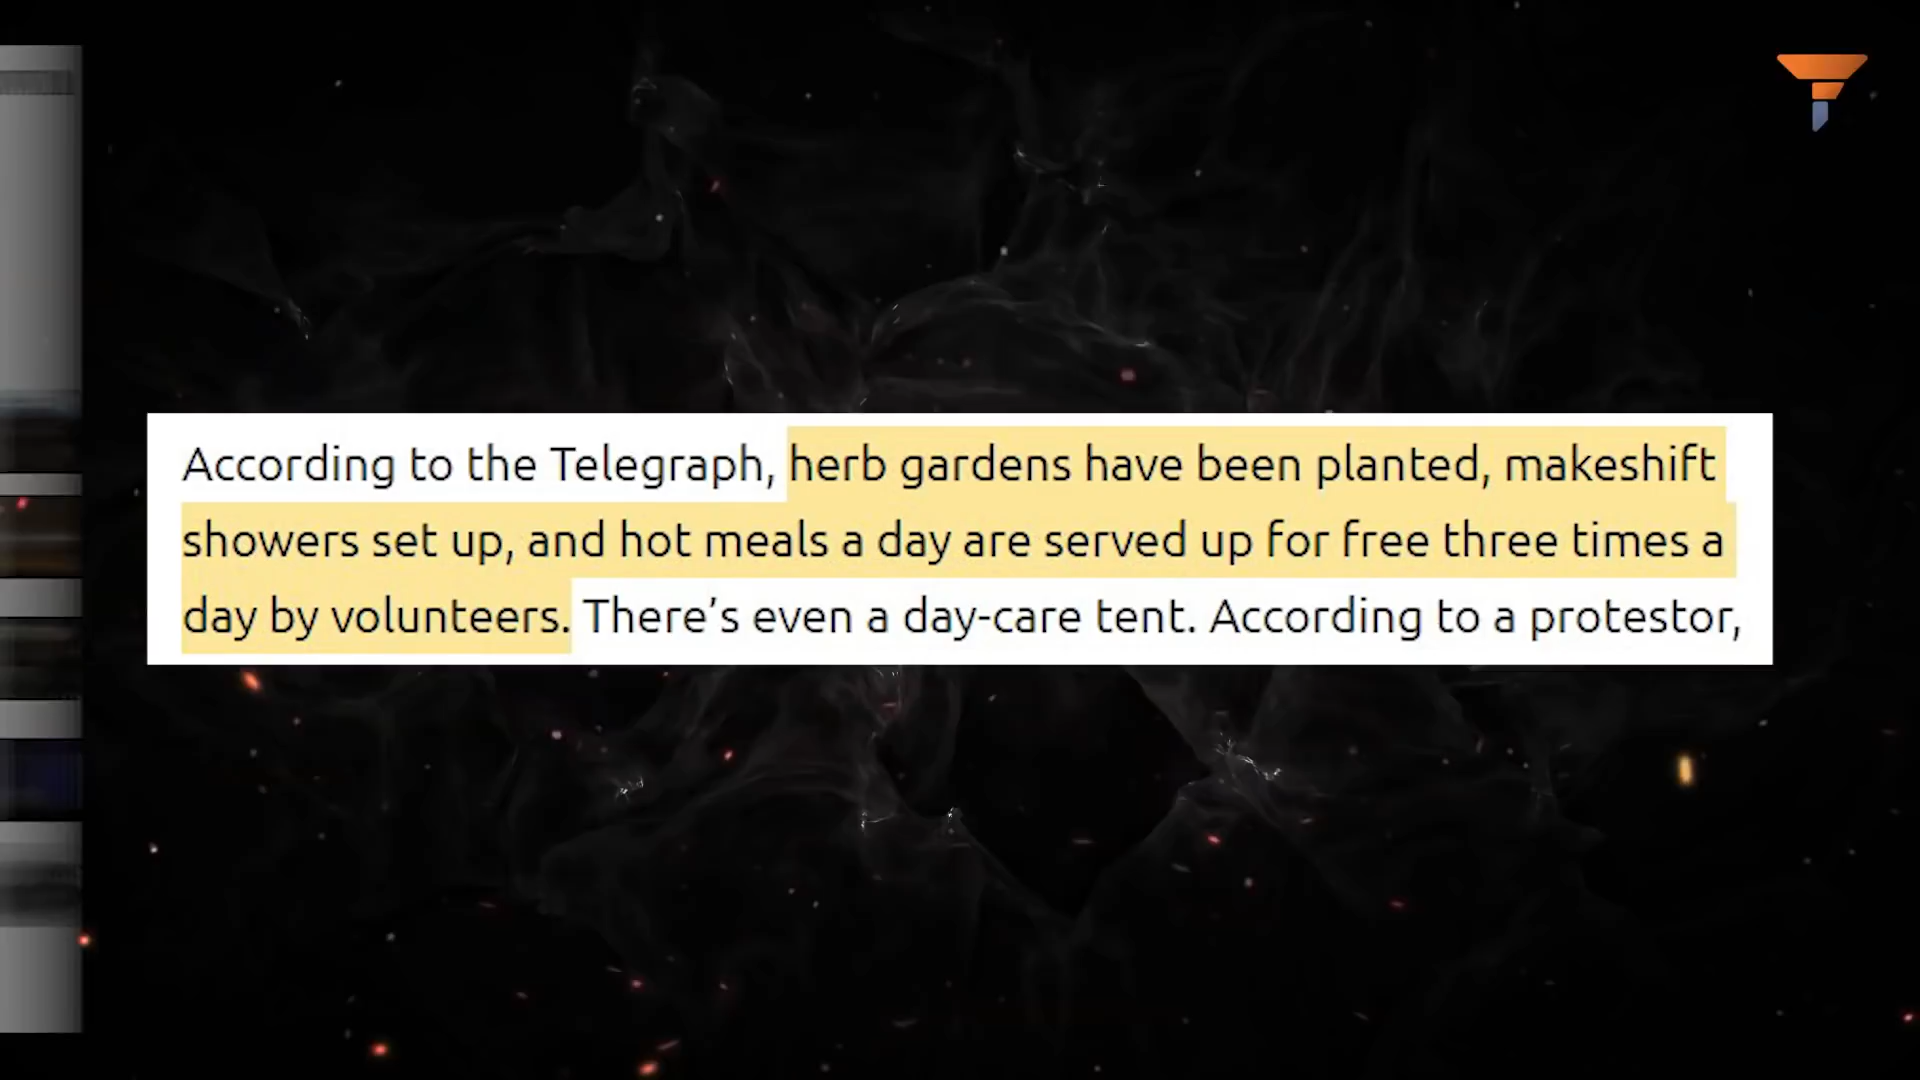 According to the Telegraph, herb gardens have been planted, makeshift
showers set up, and hot meals a day are served up for free three times a
day by volunteers. There’s even a day-care tent. According to a protestor,